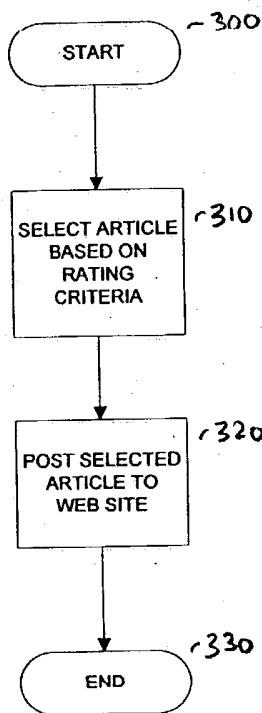 300
START
310
SELECT ARTICLE
BASED ON
RATING
CRITERIA
320
POST SELECTED
ARTICLE TO
WEB SITE
330
END